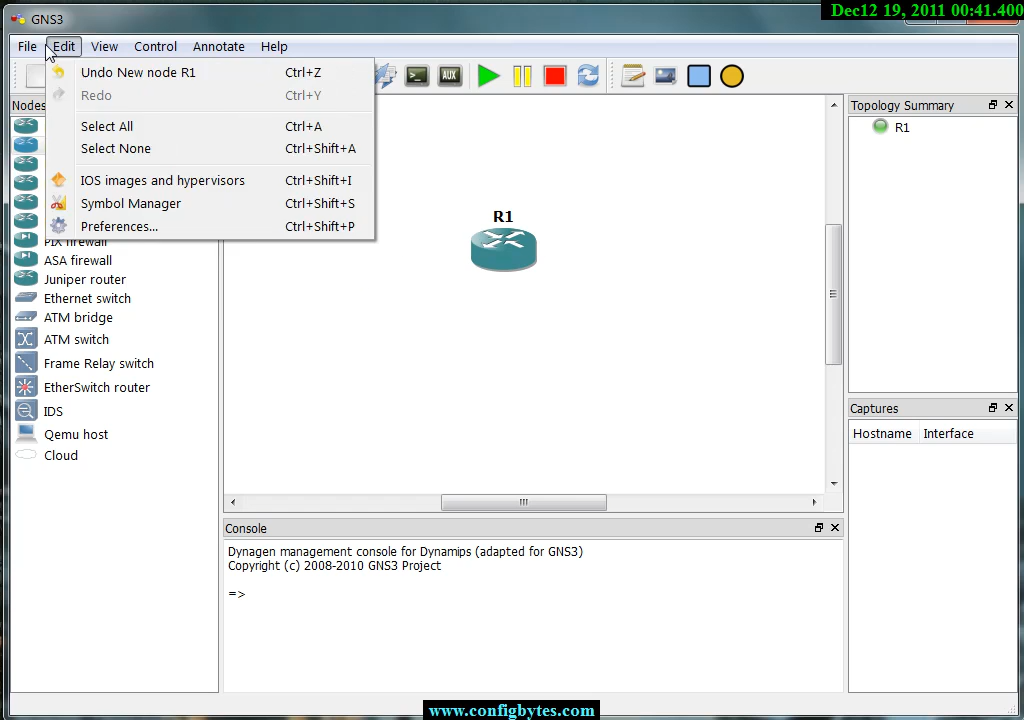 Dec12 19, 2011 00:41.400
GNS3
File Edit View Control Annotate Help
Undo New node R1 Ctrl+Z
Redo Ctrl+Y
Select All Ctrl+A
Select None Ctrl+Shift+A
IOS images and hypervisors Ctrl+Shift+I
Symbol Manager Ctrl+Shift+S
Preferences... Ctrl+Shift+P
AUX
Nodes
PIX firewall
ASA firewall
Juniper router
Ethernet switch
ATM bridge
ATM switch
Frame Relay switch
EtherSwitch router
IDS
Qemu host
Cloud
R1
Topology Summary
R1
Captures
Hostname Interface
Console
Dynagen management console for Dynamips (adapted for GNS3)
Copyright (c) 2008-2010 GNS3 Project
=>
www.configbytes.com